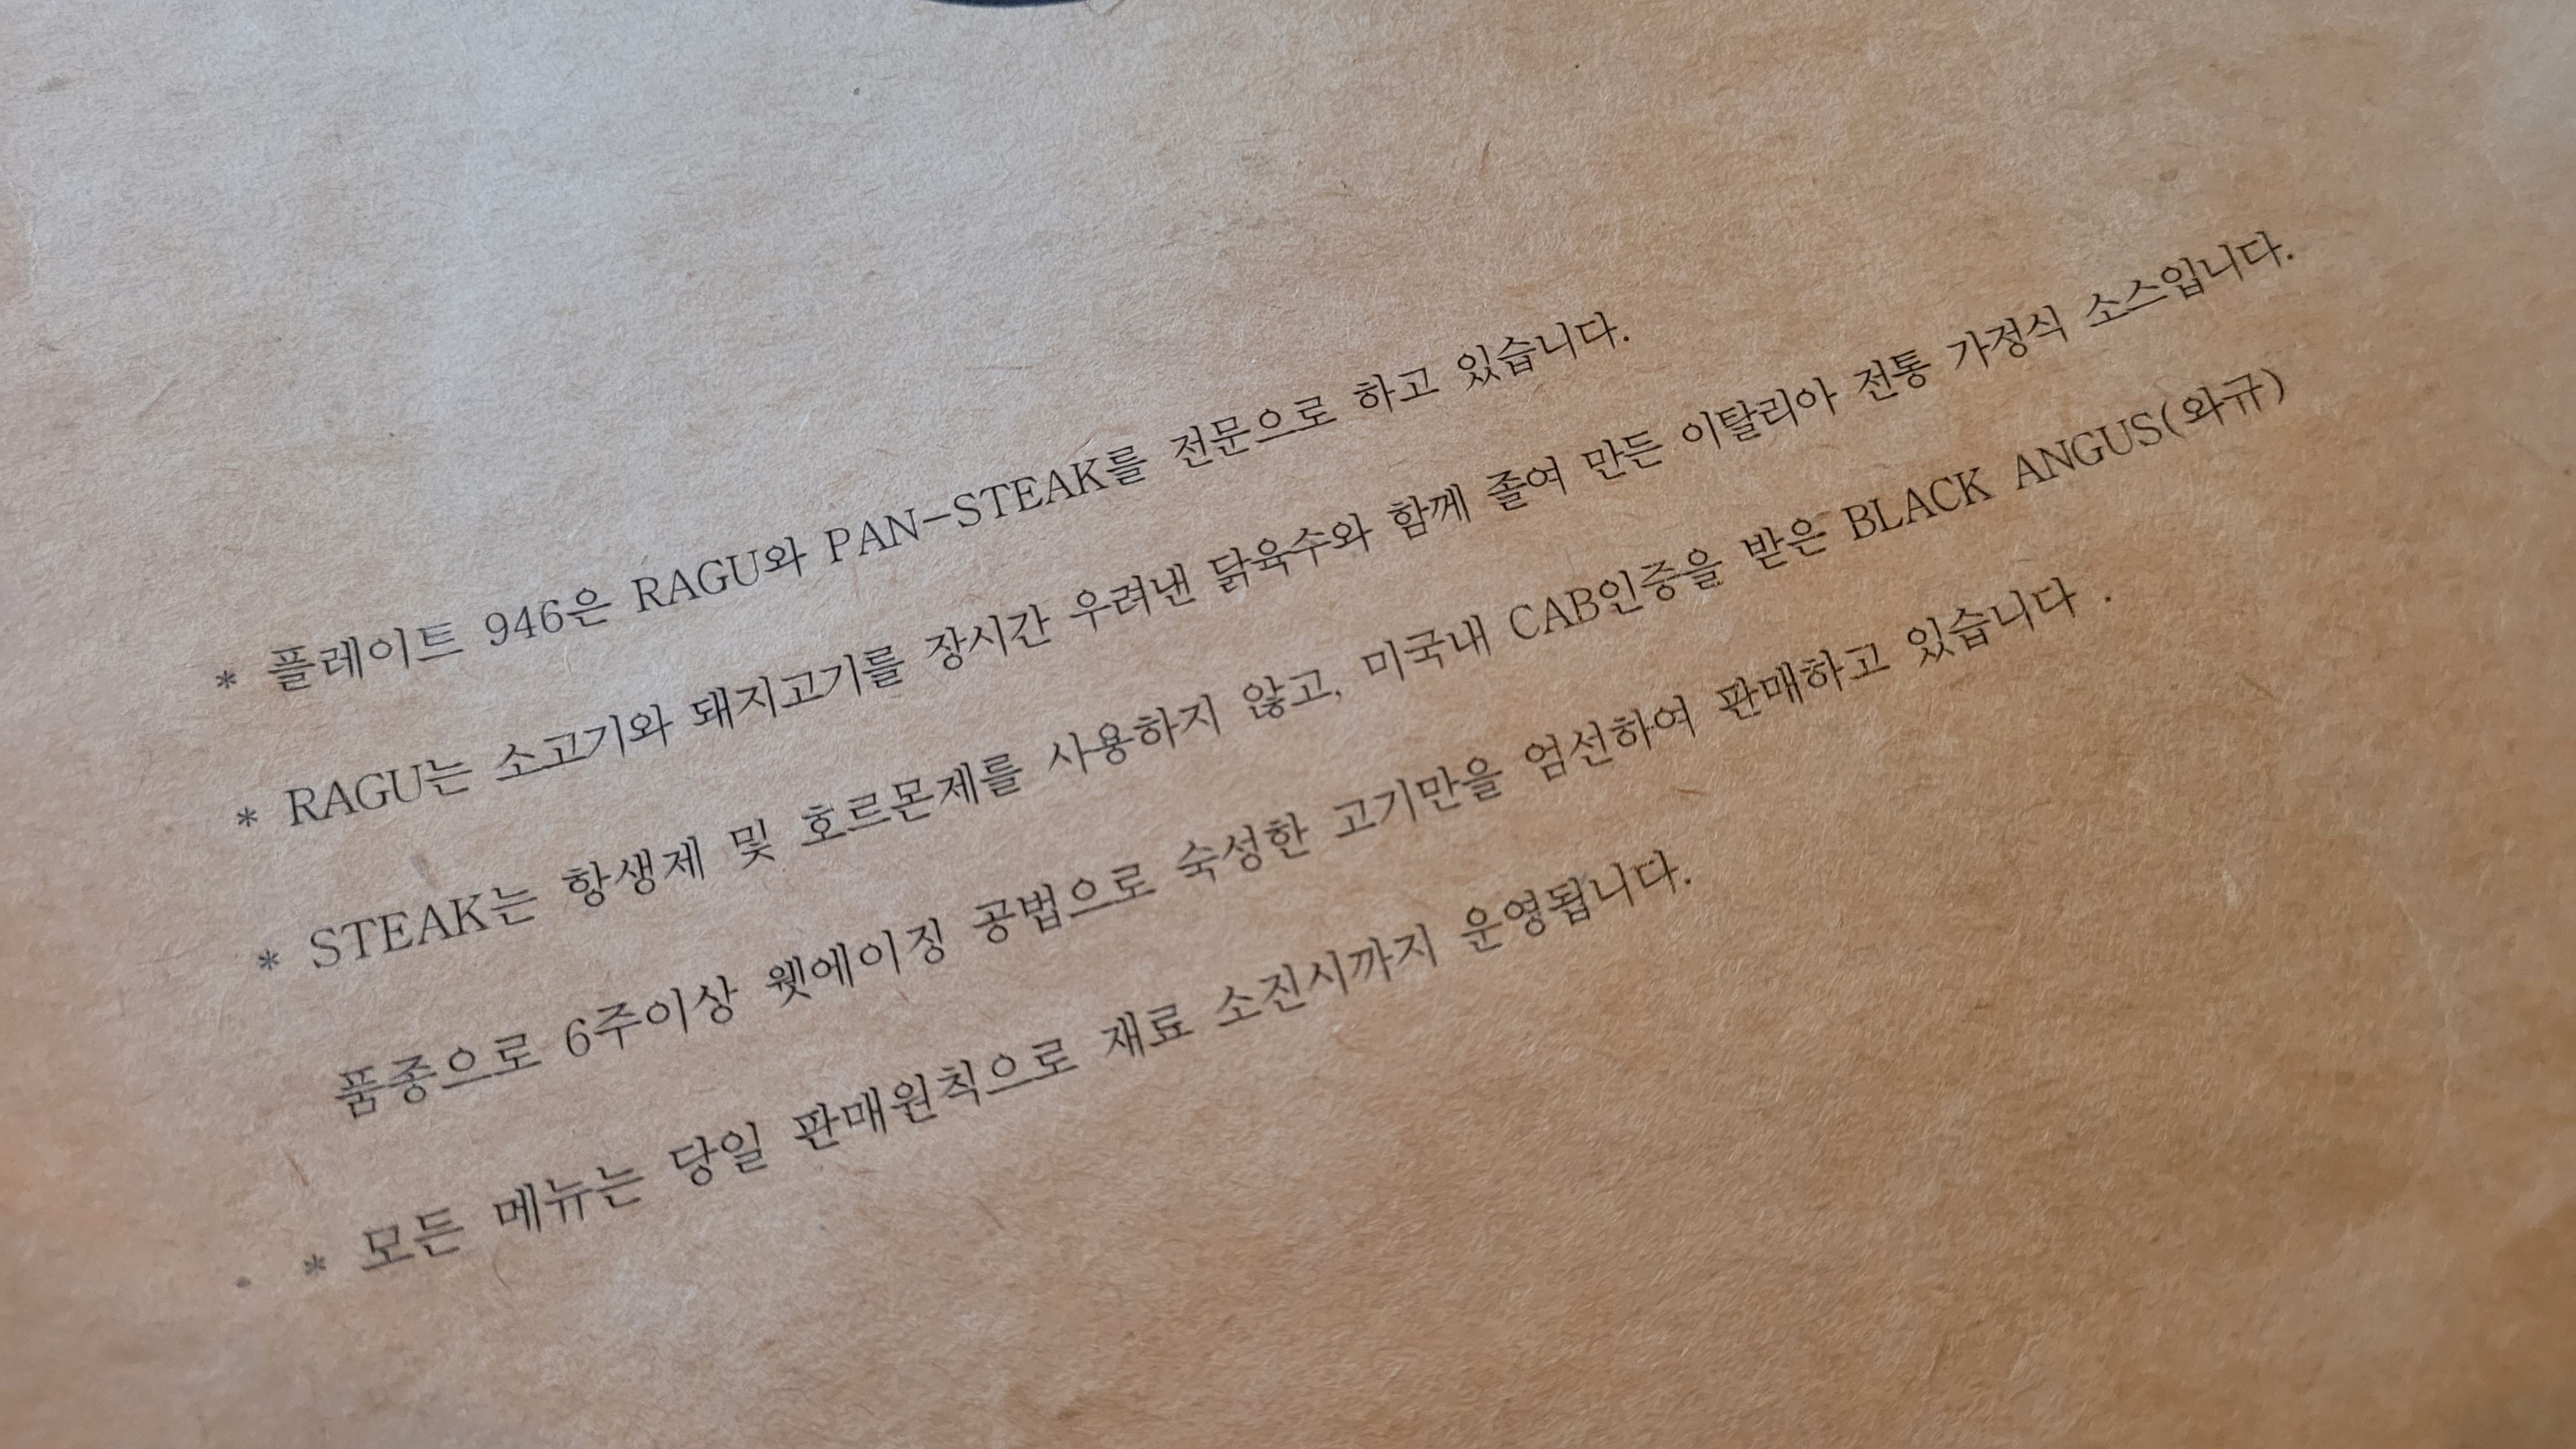 * 플레이트 946은 RAGU와 PAN-STEAK를 전문으로 하고 있습니다.
* RAGU는 소고기와 돼지고기를 장시간 우려낸 닭육수와 함께 졸여 만든 이탈리아 전통 가정식 소스입니다.
* STEAK는 항생제 및 호르몬제를 사용하지 않고, 미국내 CAB인증을 받은 BLACK ANGUS(와규)
품종으로 6주이상 웻에이징 공법으로 숙성한 고기만을 엄선하여 판매하고 있습니다 .
* 모든 메뉴는 당일 판매원칙으로 재료 소진시까지 운영됩니다.